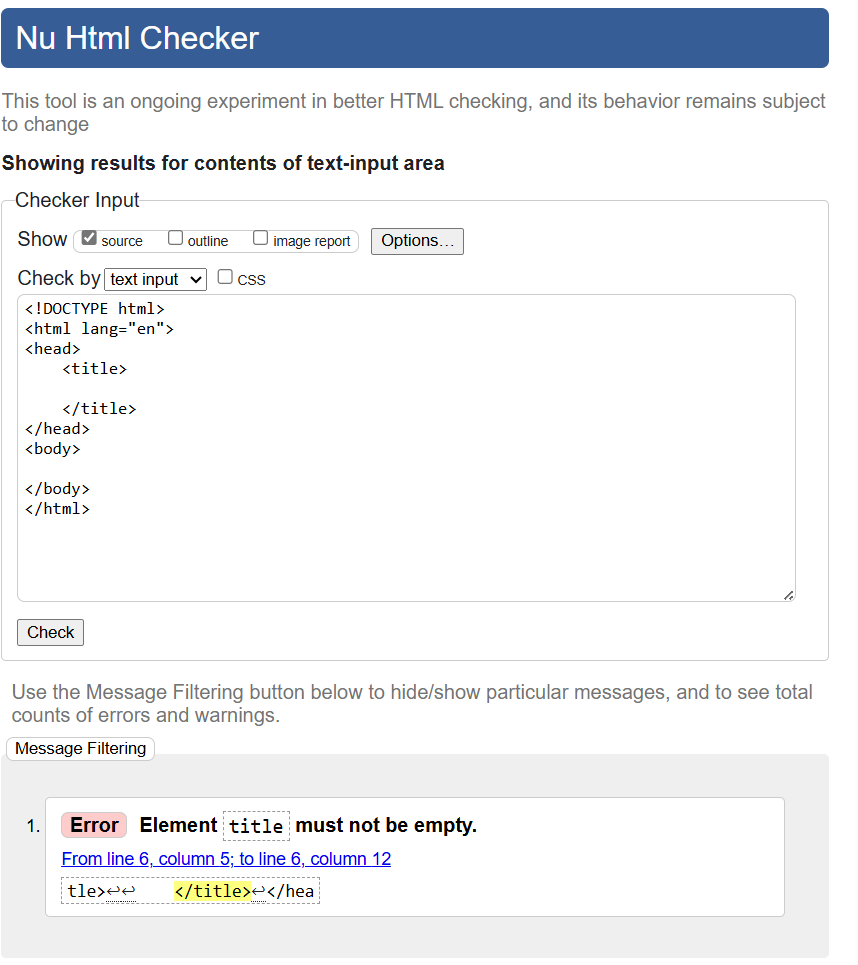 Nu Html Checker
This tool is an ongoing experiment in better HTML checking, and its behavior remains subject
to change
Showing results for contents of text-input area
Checker Input
Show source outline image report Options...
Check by text input CSS
<!DOCTYPE html>
<html lang="en">
<head>
    <title>

    </title>
</head>
<body>

</body>
</html>
Check
Use the Message Filtering button below to hide/show particular messages, and to see total
counts of errors and warnings.
Message Filtering
1. Error Element title must not be empty.
From line 6, column 5; to line 6, column 12
tle>↩↩    </title>↩</hea